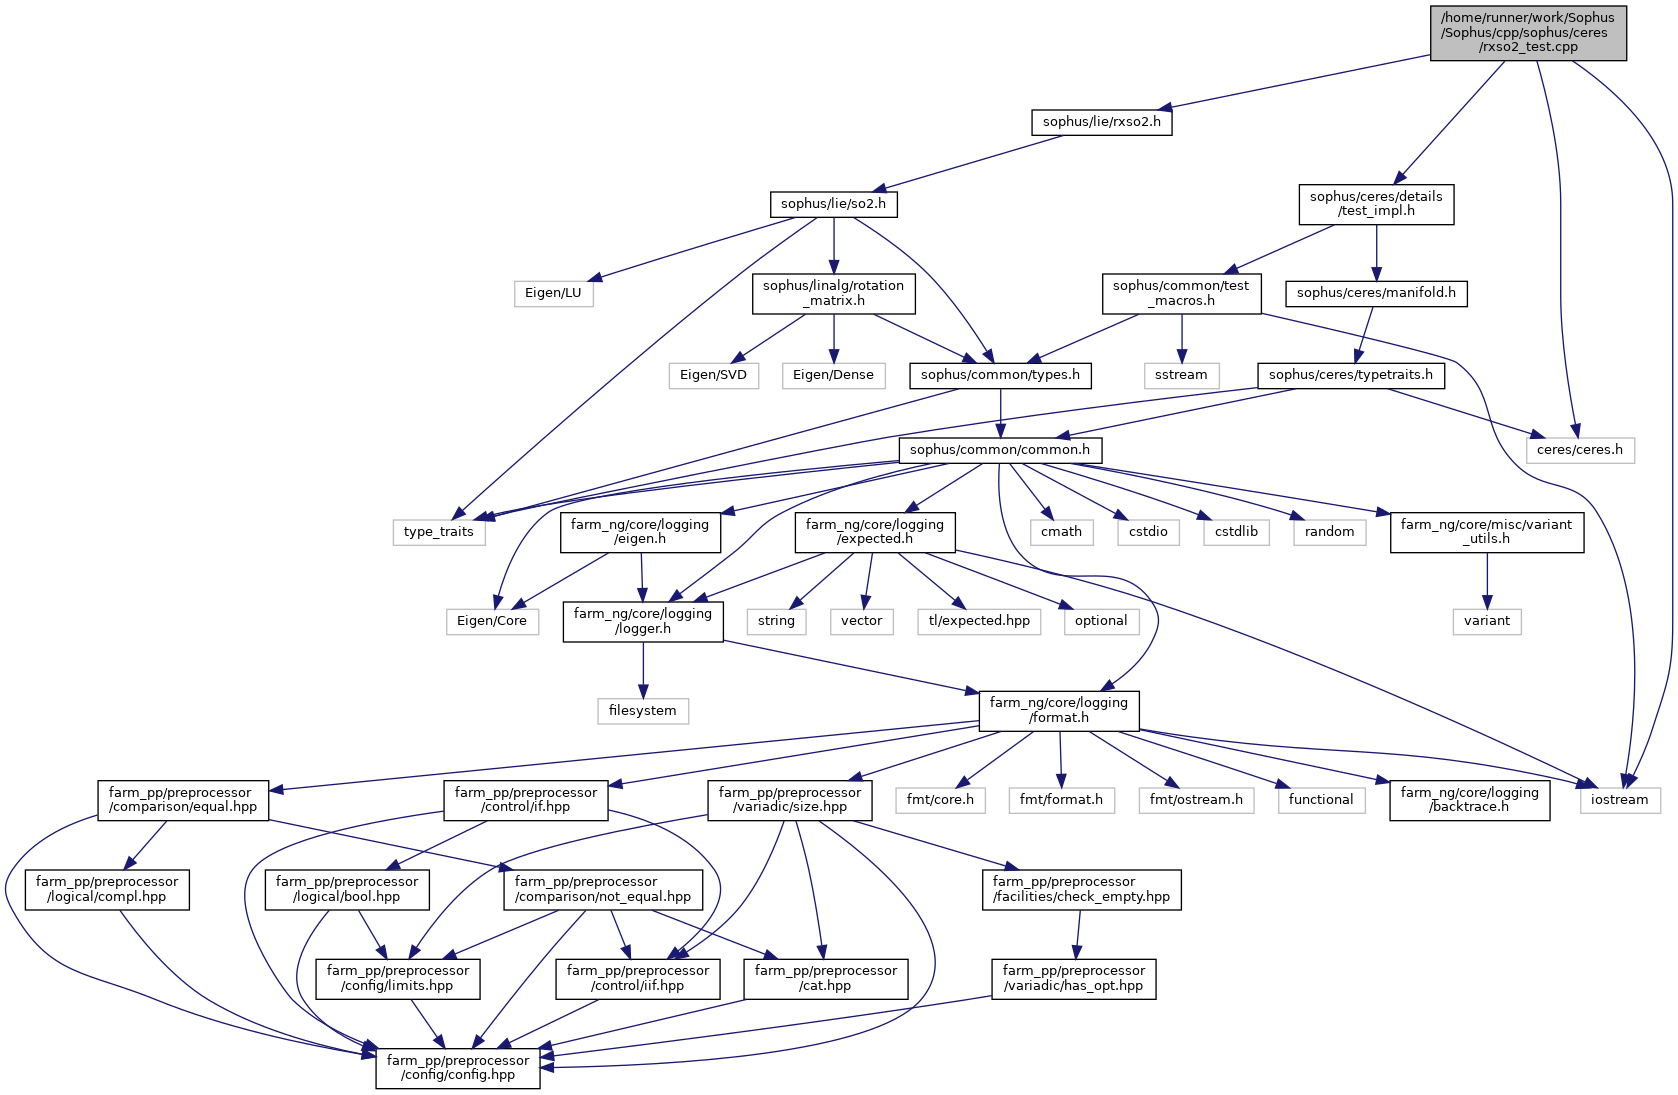 /home/runner/work/Sophus
/Sophus/cpp/sophus/ceres
/rxso2_test.cpp
sophus/lie/rxso2.h
sophus/lie/so2.h
sophus/ceres/details
/test_impl.h
Eigen/LU
sophus/linalg/rotation
_matrix.h
sophus/common/test
_macros.h
sophus/ceres/manifold.h
Eigen/SVD
Eigen/Dense
sophus/common/types.h
sstream
sophus/ceres/typetraits.h
sophus/common/common.h
ceres/ceres.h
type_traits
farm_ng/core/logging
/eigen.h
farm_ng/core/logging
/expected.h
cmath
cstdio
cstdlib
random
farm_ng/core/misc/variant
_utils.h
Eigen/Core
farm_ng/core/logging
/logger.h
string
vector
tl/expected.hpp
optional
variant
filesystem
farm_ng/core/logging
/format.h
farm_pp/preprocessor
/comparison/equal.hpp
farm_pp/preprocessor
/control/if.hpp
farm_pp/preprocessor
/variadic/size.hpp
fmt/core.h
fmt/format.h
fmt/ostream.h
functional
farm_ng/core/logging
/backtrace.h
iostream
farm_pp/preprocessor
/logical/compl.hpp
farm_pp/preprocessor
/logical/bool.hpp
farm_pp/preprocessor
/comparison/not_equal.hpp
farm_pp/preprocessor
/facilities/check_empty.hpp
farm_pp/preprocessor
/config/limits.hpp
farm_pp/preprocessor
/control/iif.hpp
farm_pp/preprocessor
/cat.hpp
farm_pp/preprocessor
/variadic/has_opt.hpp
farm_pp/preprocessor
/config/config.hpp